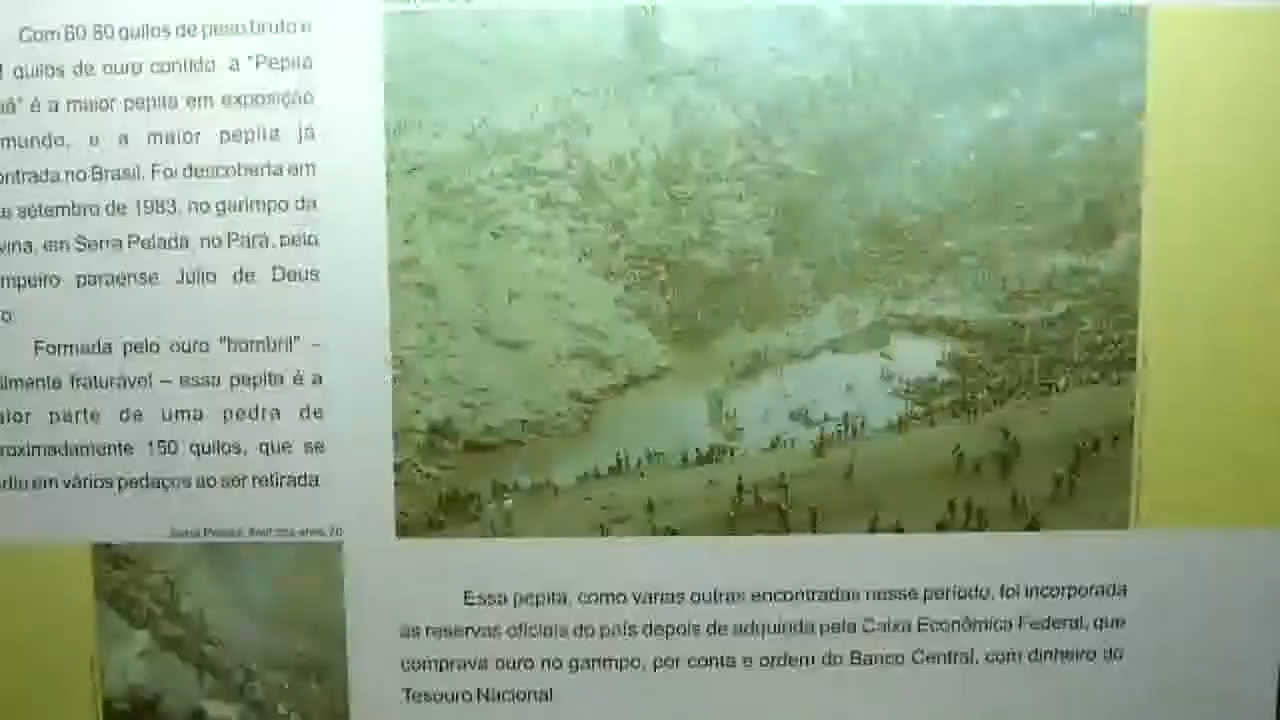 Com 60.80 quilos de peso bruto e
quilos de ouro contido, a "Pepita
é a maior pepita em exposição
mundo, e a maior pepita já
ontrada no Brasil. Foi descoberta em
setembro de 1983, no garimpo da
vina, em Serra Pelada, no Pará, pelo
mpeiro paraense Julio de Deus
o.
Formada pelo ouro "bombril" –
ilmente fraturável – essa pepita é a
aior parte de uma pedra de
roximadamente 150 quilos, que se
diu em vários pedaços ao ser retirada.
Serra Pelada,
Essa pepita, como várias outras encontradas nesse período, foi incorporada
às reservas oficiais do país depois de adquirida pela Caixa Econômica Federal, que
comprava ouro no garimpo, por conta e ordem do Banco Central, com dinheiro do
Tesouro Nacional.